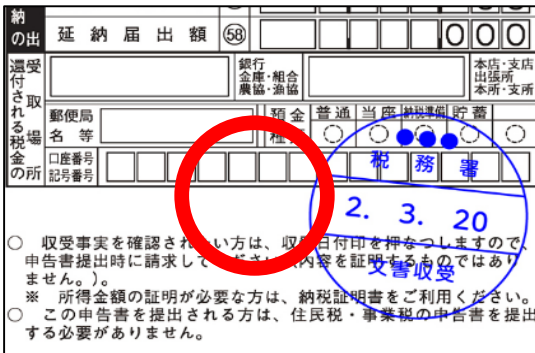 納の出
延納届出額 58 000
還付される税金の所
受取場
銀行
金庫・組合
農協・漁協
本店・支店
出張所
本所・支所
郵便局
名等
預金
普通 当座 納税準備 貯蓄
口座番号
記号番号
税務署
2. 3. 20
文書収受
○ 収受事実を確認され い方は、収 日付印を押なつしますので、
申告書提出時に請求して ださい 内容を証明するものではあり
ません。)。
※ 所得金額の証明が必要な方は、納税証明書をご利用ください。
○ この申告書を提出される方は、住民税・事業税の申告書を提出
する必要がありません。